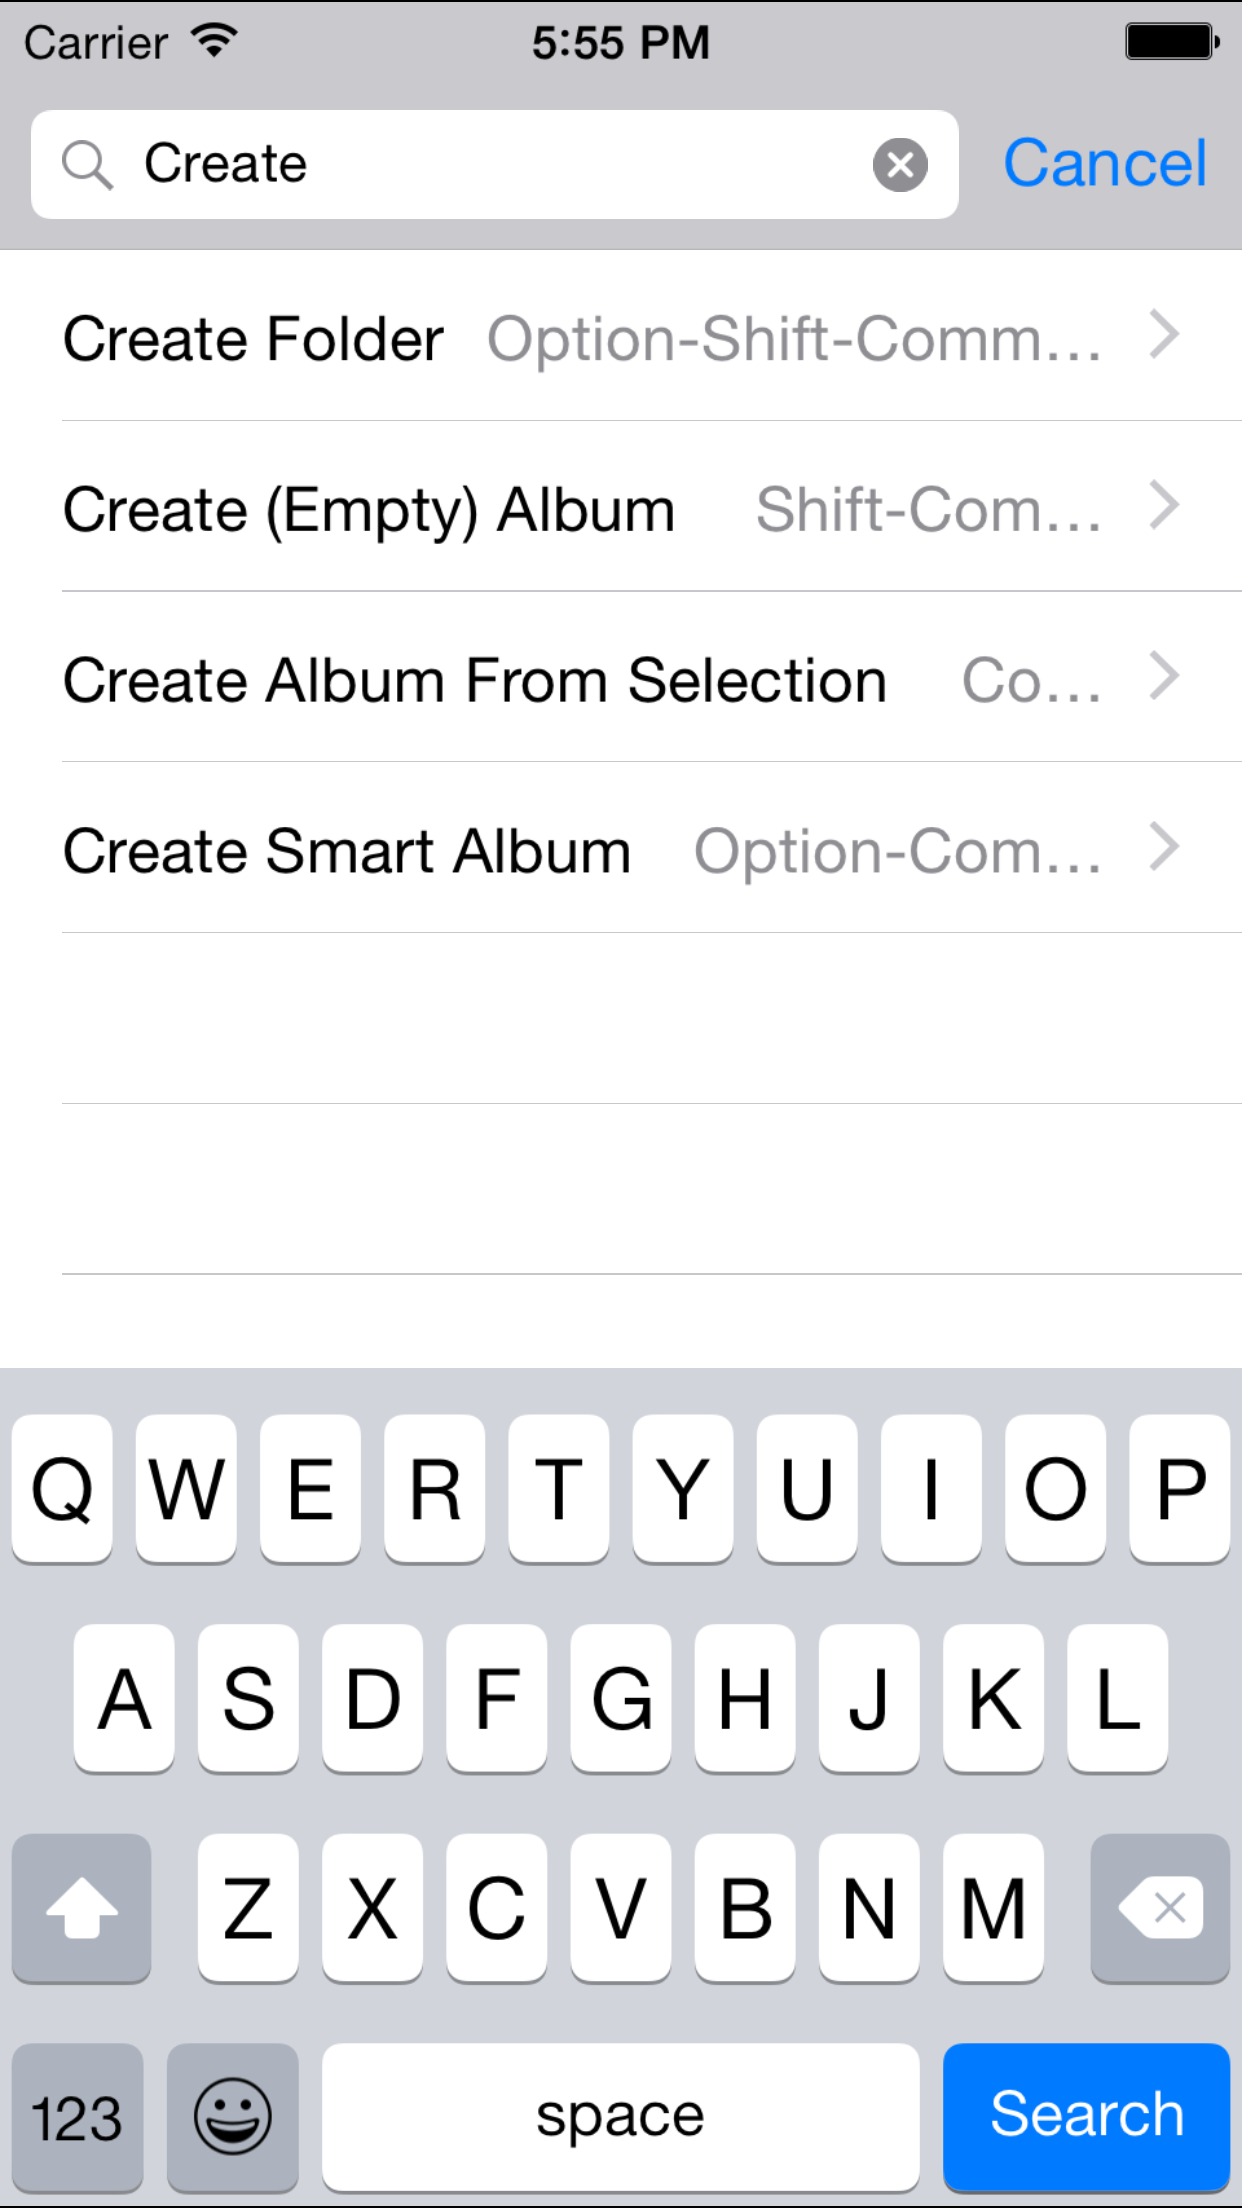 Carrier 5:55 PM
Create Cancel
Create Folder Option-Shift-Comm...
Create (Empty) Album Shift-Com...
Create Album From Selection Co...
Create Smart Album Option-Com...
Q W E R T Y U I O P
A S D F G H J K L
Z X C V B N M
123 space Search